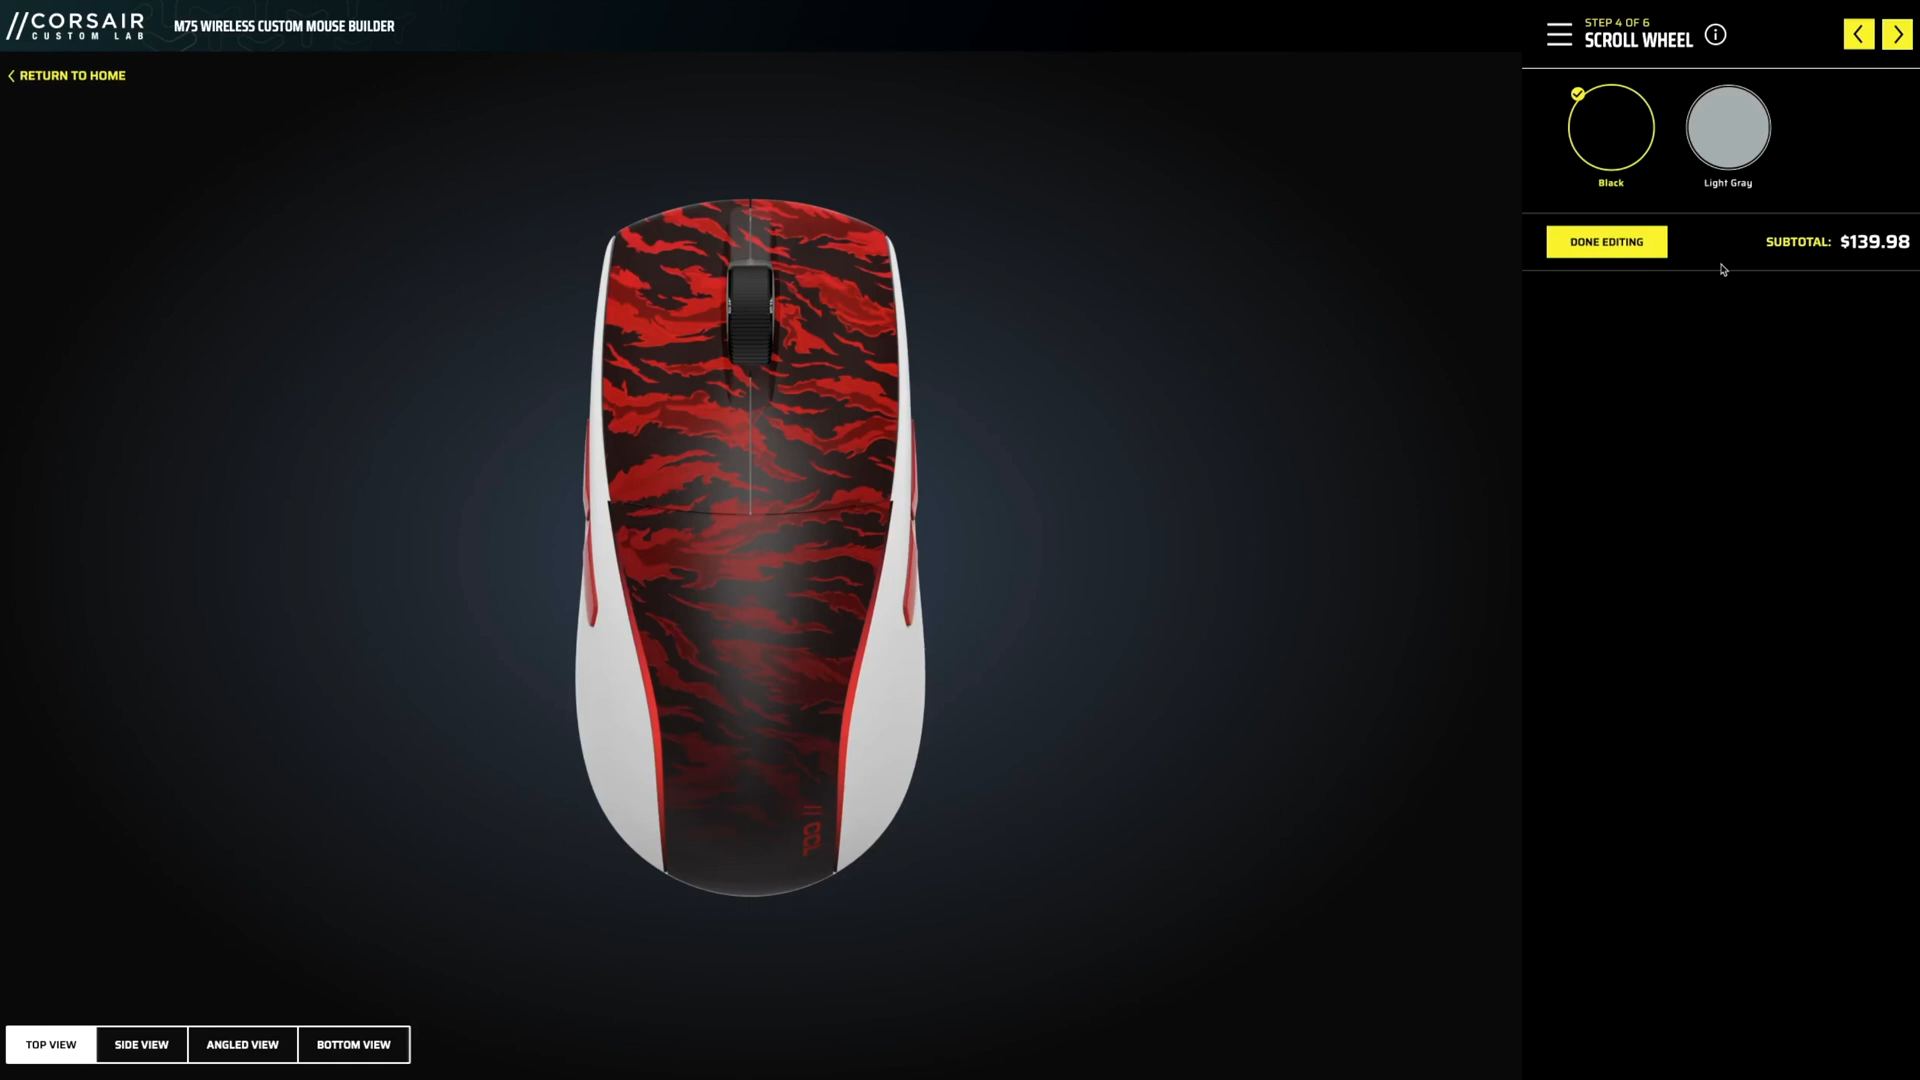 //CORSAIR
CUSTOM LAB
M75 WIRELESS CUSTOM MOUSE BUILDER
STEP 4 OF 6
SCROLL WHEEL
RETURN TO HOME
Black
Light Gray
DONE EDITING
SUBTOTAL: $139.98
// CCL
TOP VIEW
SIDE VIEW
ANGLED VIEW
BOTTOM VIEW